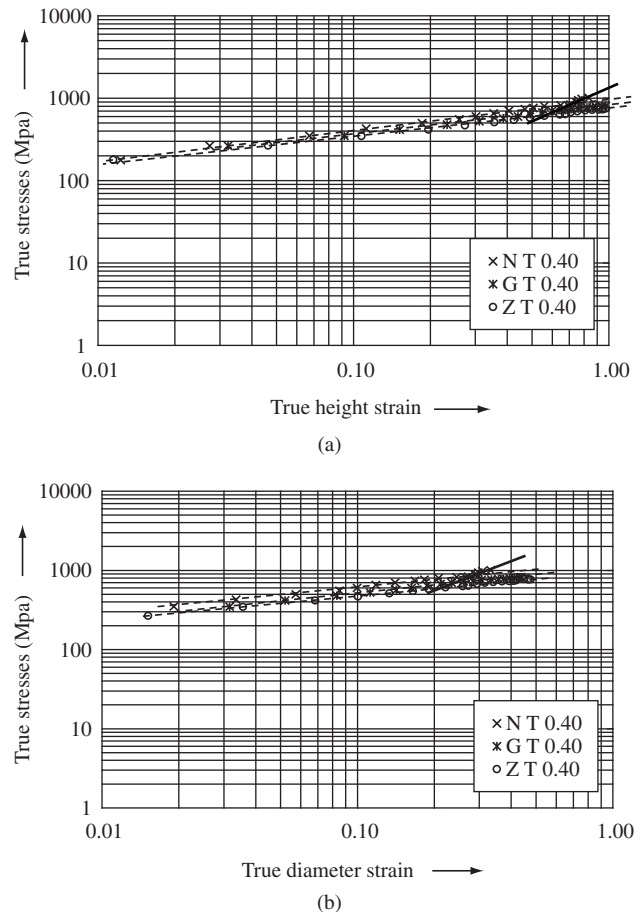 10000
1000
100
10
1
True stresses (Mpa)
N T 0.40
G T 0.40
Z T 0.40
0.01 0.10 1.00
True height strain
(a)
10000
1000
100
10
1
True stresses (Mpa)
N T 0.40
G T 0.40
Z T 0.40
0.01 0.10 1.00
True diameter strain
(b)